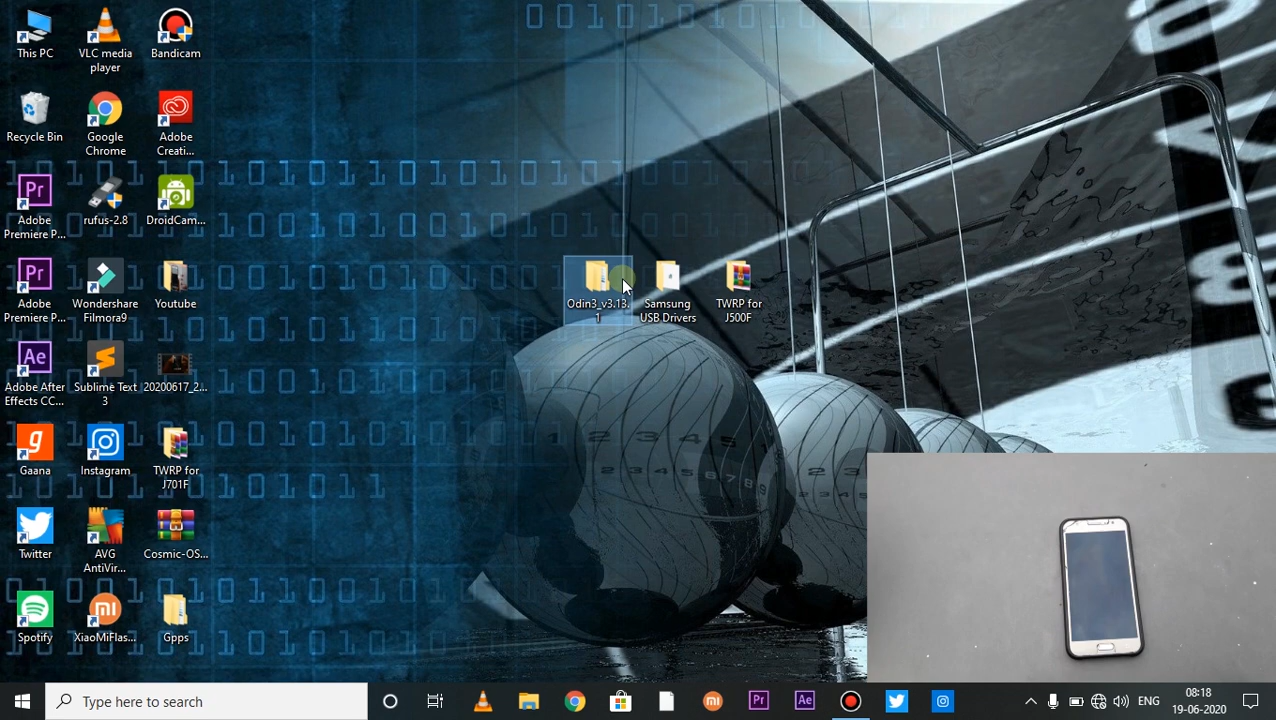 This PC
VLC media
player
Bandicam
Recycle Bin
Google
Chrome
Adobe
Creati...
Adobe
Premiere P...
rufus-2.8
DroidCam...
Adobe
Premiere P...
Wondershare
Filmora9
Youtube
Odin3_v3.13.
1
Samsung
USB Drivers
TWRP for
J500F
Adobe After
Effects CC...
Sublime Text
3
20200617_2...
Gaana
Instagram
TWRP for
J701F
Twitter
AVG
AntiVir...
Cosmic-OS...
Spotify
XiaoMiFlas...
Gpps
Type here to search
ENG
08:18
19-06-2020